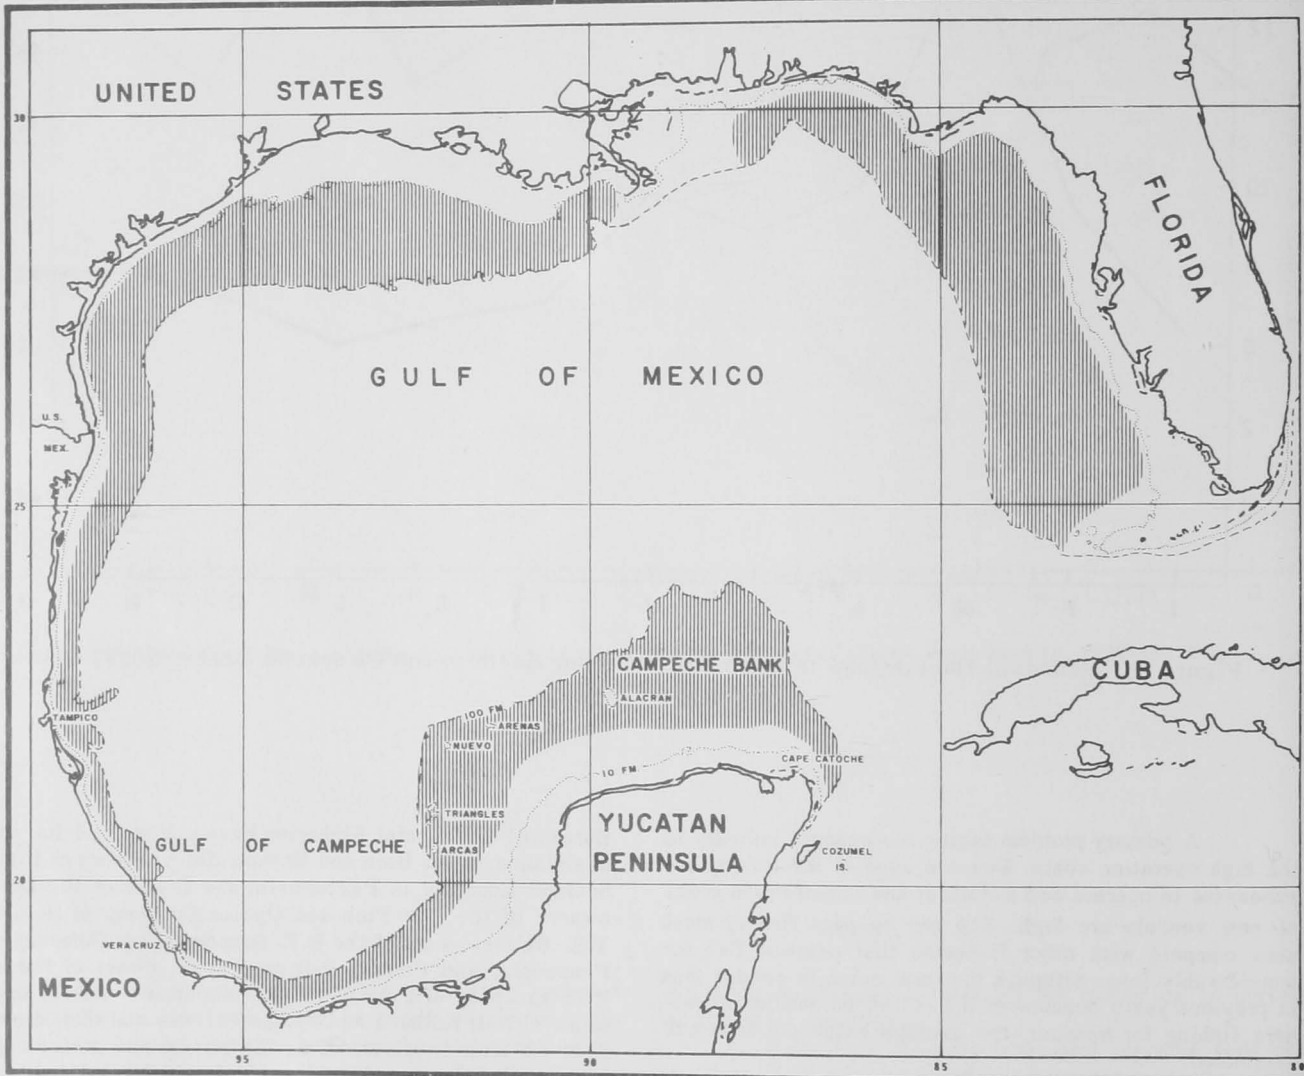 UNITED STATES
30
FLORIDA
GULF OF MEXICO
U.S.
MEX.
25
CAMPECHE BANK
CUBA
ALACRAN
100 FM
ARENAS
TAMPICO
NUEVO
CAPE CATOCHE
10 FM
TRIANGLES
YUCATAN
PENINSULA
GULF OF CAMPECHE
ARCAS
COZUMEL
IS.
20
VERA CRUZ
MEXICO
95
90
85
80